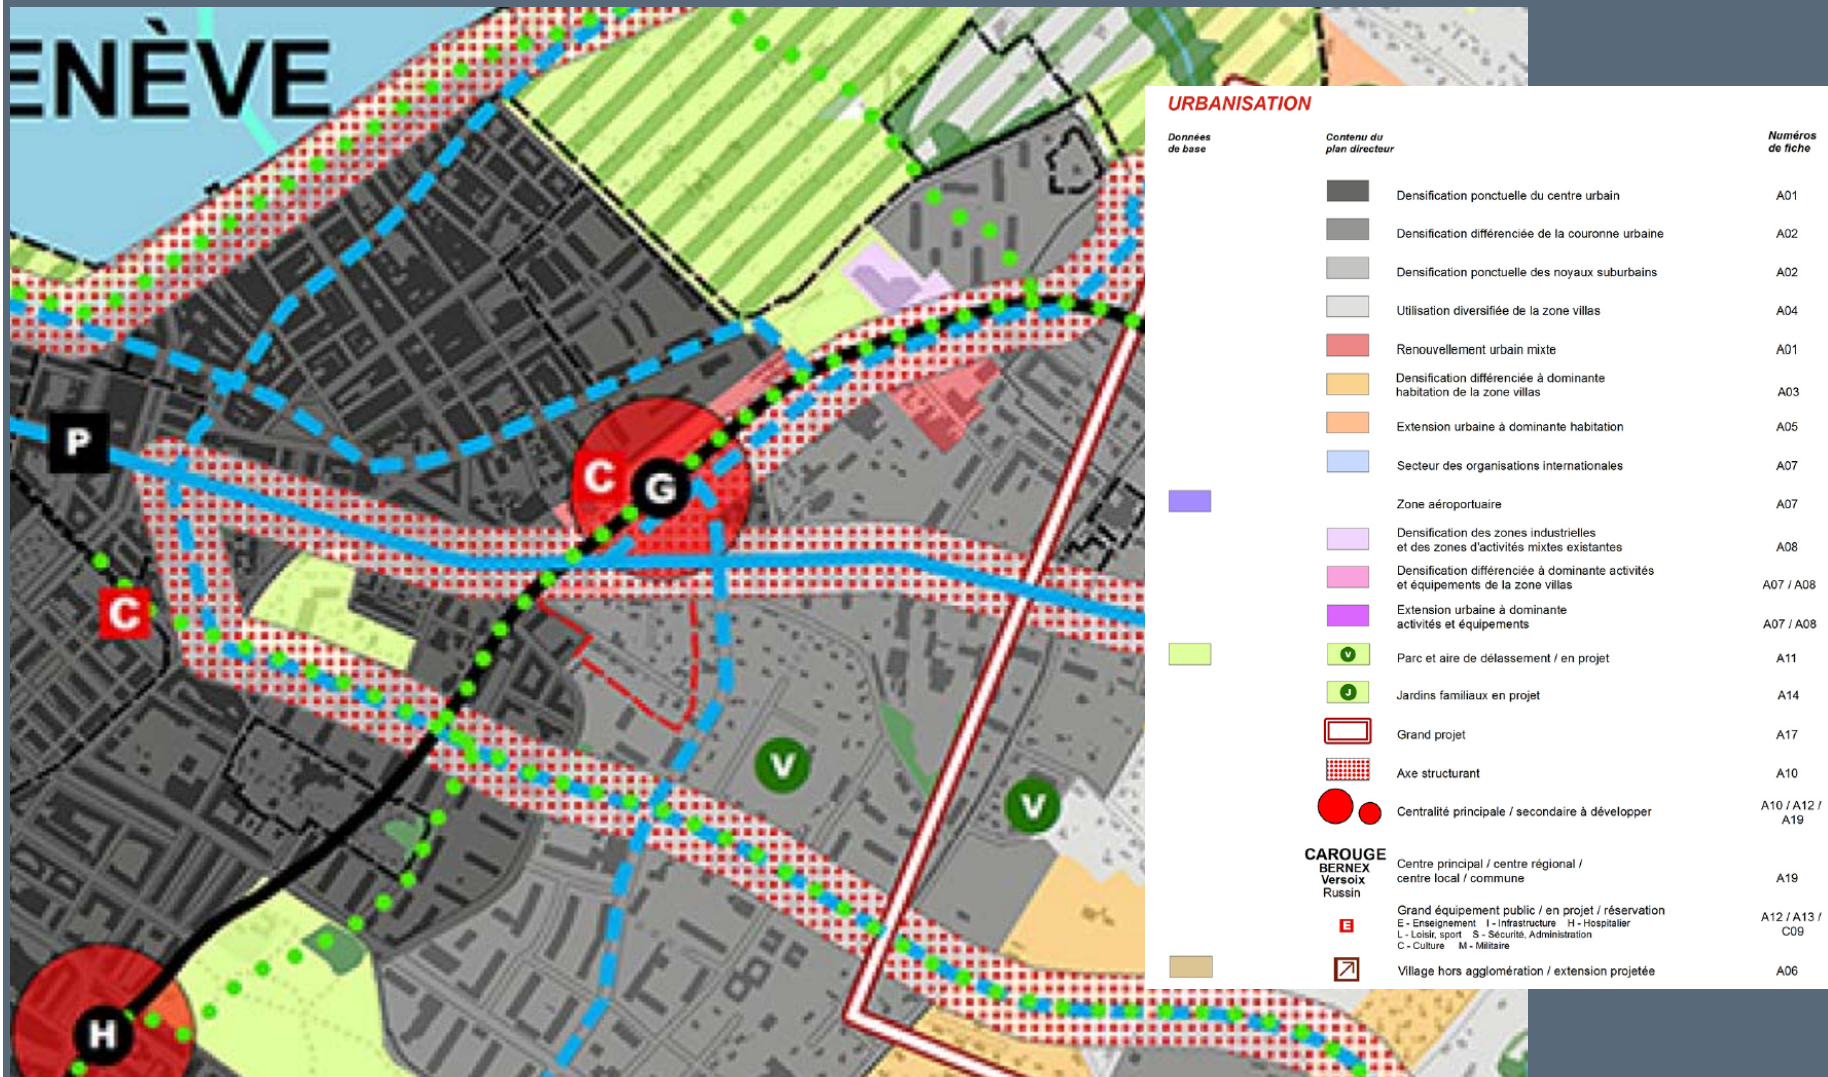 ENÈVE
P
C
G
C
V
V
H
URBANISATION
Données
de base
Contenu du
plan directeur
Numéros
de fiche
Densification ponctuelle du centre urbain A01
Densification différenciée de la couronne urbaine A02
Densification ponctuelle des noyaux suburbains A02
Utilisation diversifiée de la zone villas A04
Renouvellement urbain mixte A01
Densification différenciée à dominante
habitation de la zone villas A03
Extension urbaine à dominante habitation A05
Secteur des organisations internationales A07
Zone aéroportuaire A07
Densification des zones industrielles
et des zones d'activités mixtes existantes A08
Densification différenciée à dominante activités
et équipements de la zone villas A07 / A08
Extension urbaine à dominante
activités et équipements A07 / A08
V Parc et aire de délassement / en projet A11
J Jardins familiaux en projet A14
Grand projet A17
Axe structurant A10
Centralité principale / secondaire à développer A10 / A12 /
A19
CAROUGE
BERNEX
Versoix
Russin
Centre principal / centre régional /
centre local / commune A19
E Grand équipement public / en projet / réservation A12 / A13 /
C09
E - Enseignement I - Infrastructure H - Hospitalier
L - Loisir, sport S - Sécurité, Administration
C - Culture M - Militaire
Village hors agglomération / extension projetée A06